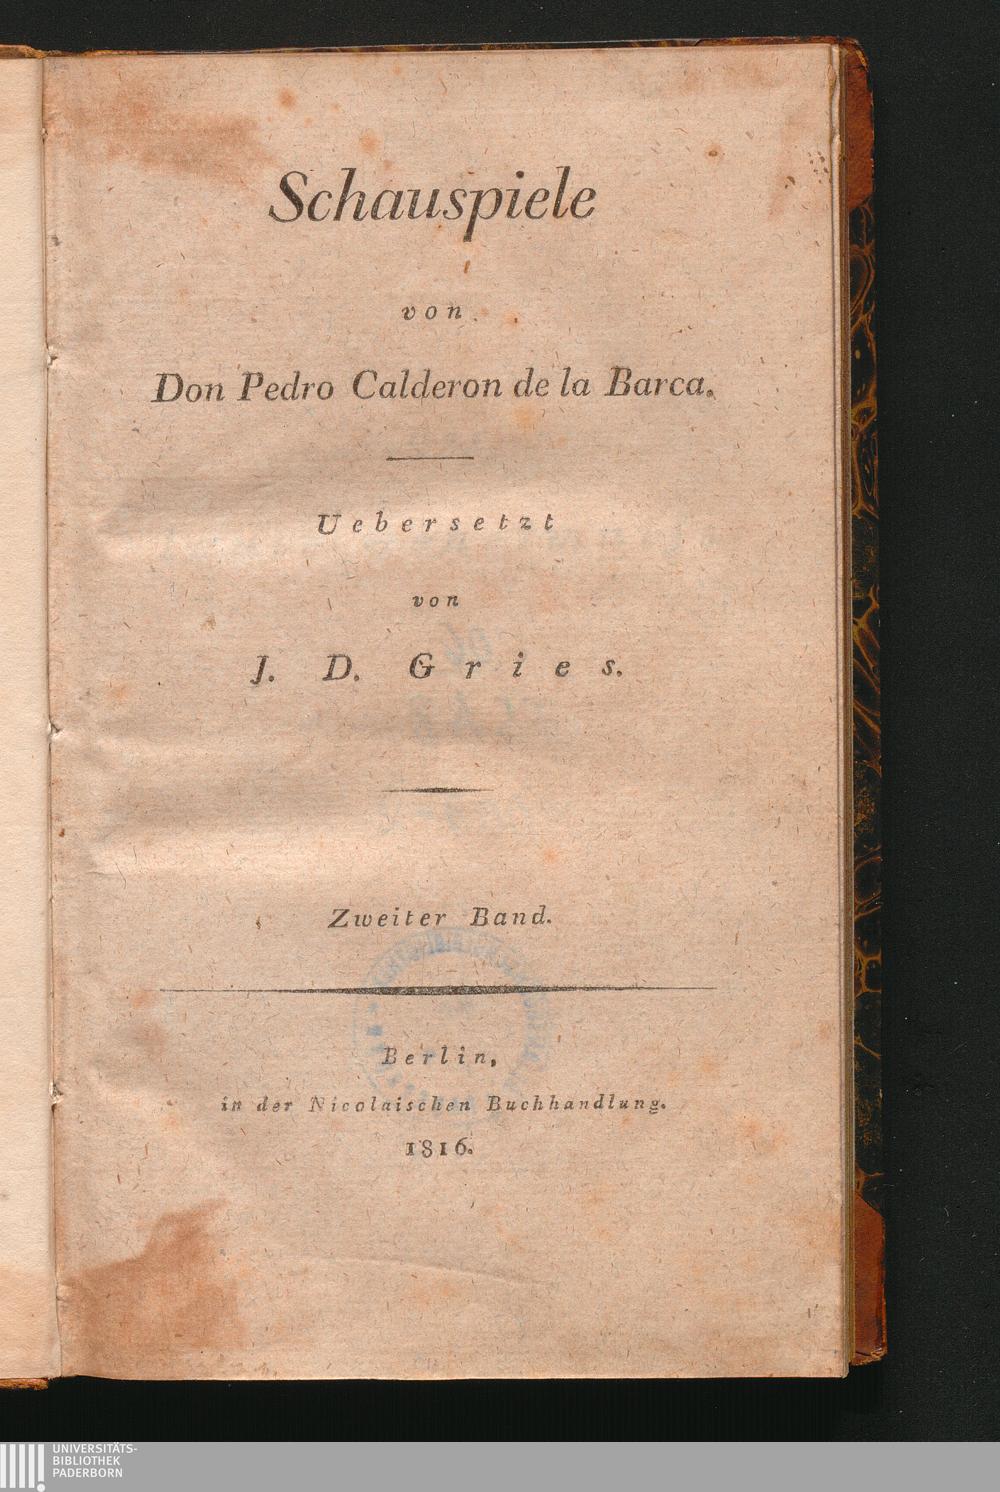 Schauspiele
von
Don Pedro Calderon de la Barca.
Uebersetzt
von
J. D. Gries.
Zweiter Band.
Berlin,
in der Nicolaischen Buchhandlung.
1816.
UNIVERSITÄTS-
BIBLIOTHEK
PADERBORN